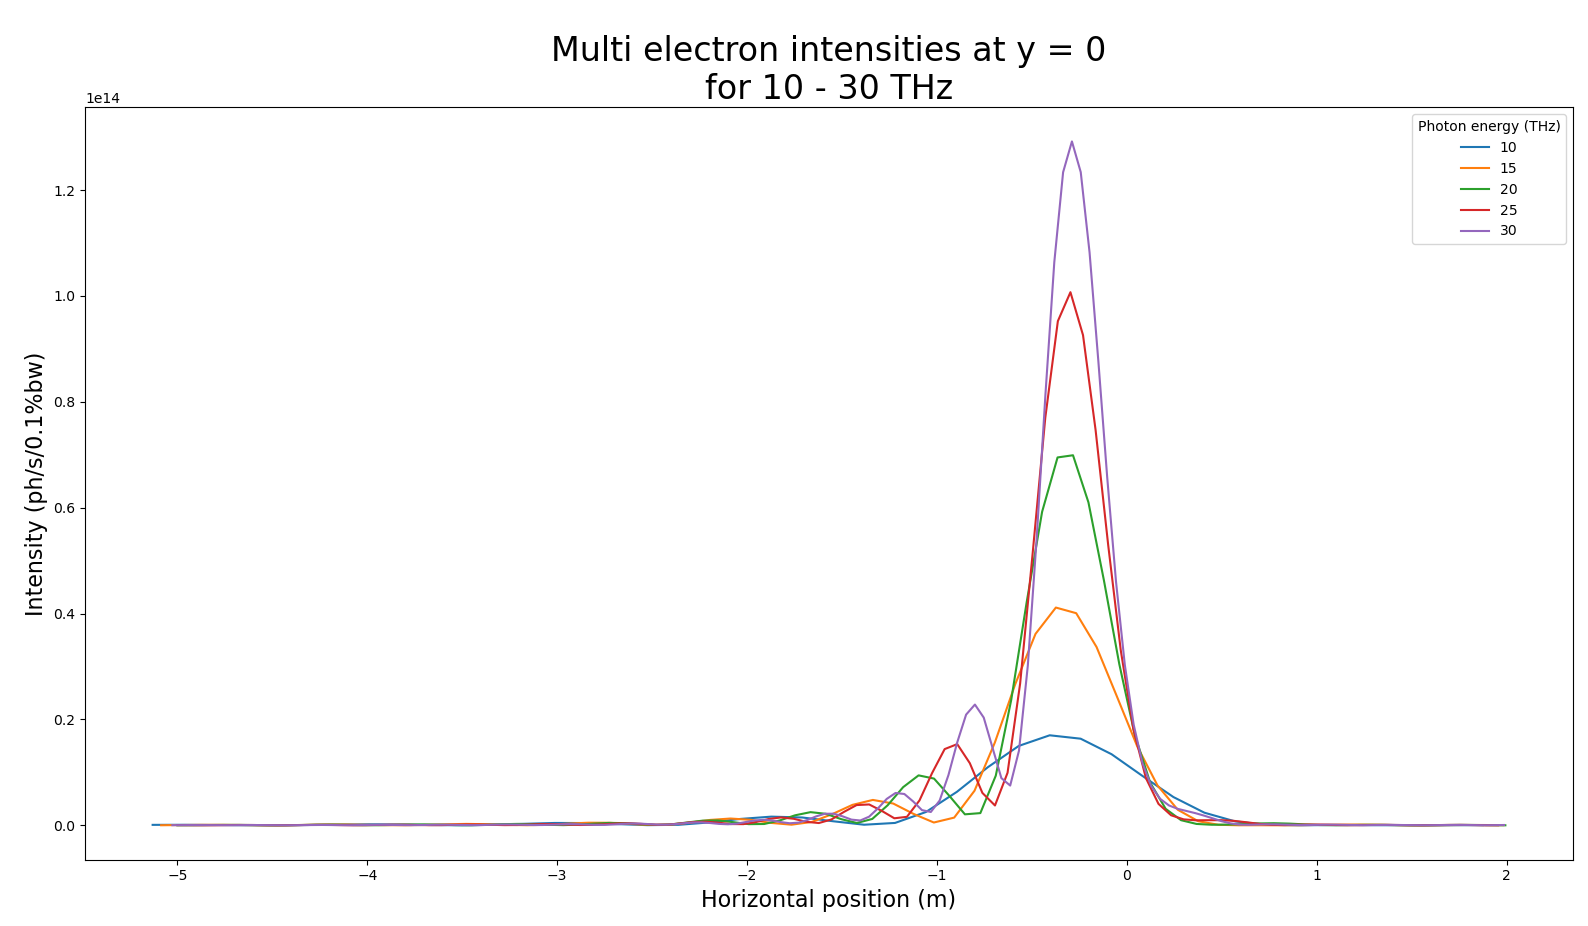 Multi electron intensities at y = 0
for 10 - 30 THz
1e14
Photon energy (THz)
10
15
20
25
30
1.2
1.0
0.8
0.6
0.4
0.2
0.0
Intensity (ph/s/0.1%bw)
−5 −4 −3 −2 −1 0 1 2
Horizontal position (m)